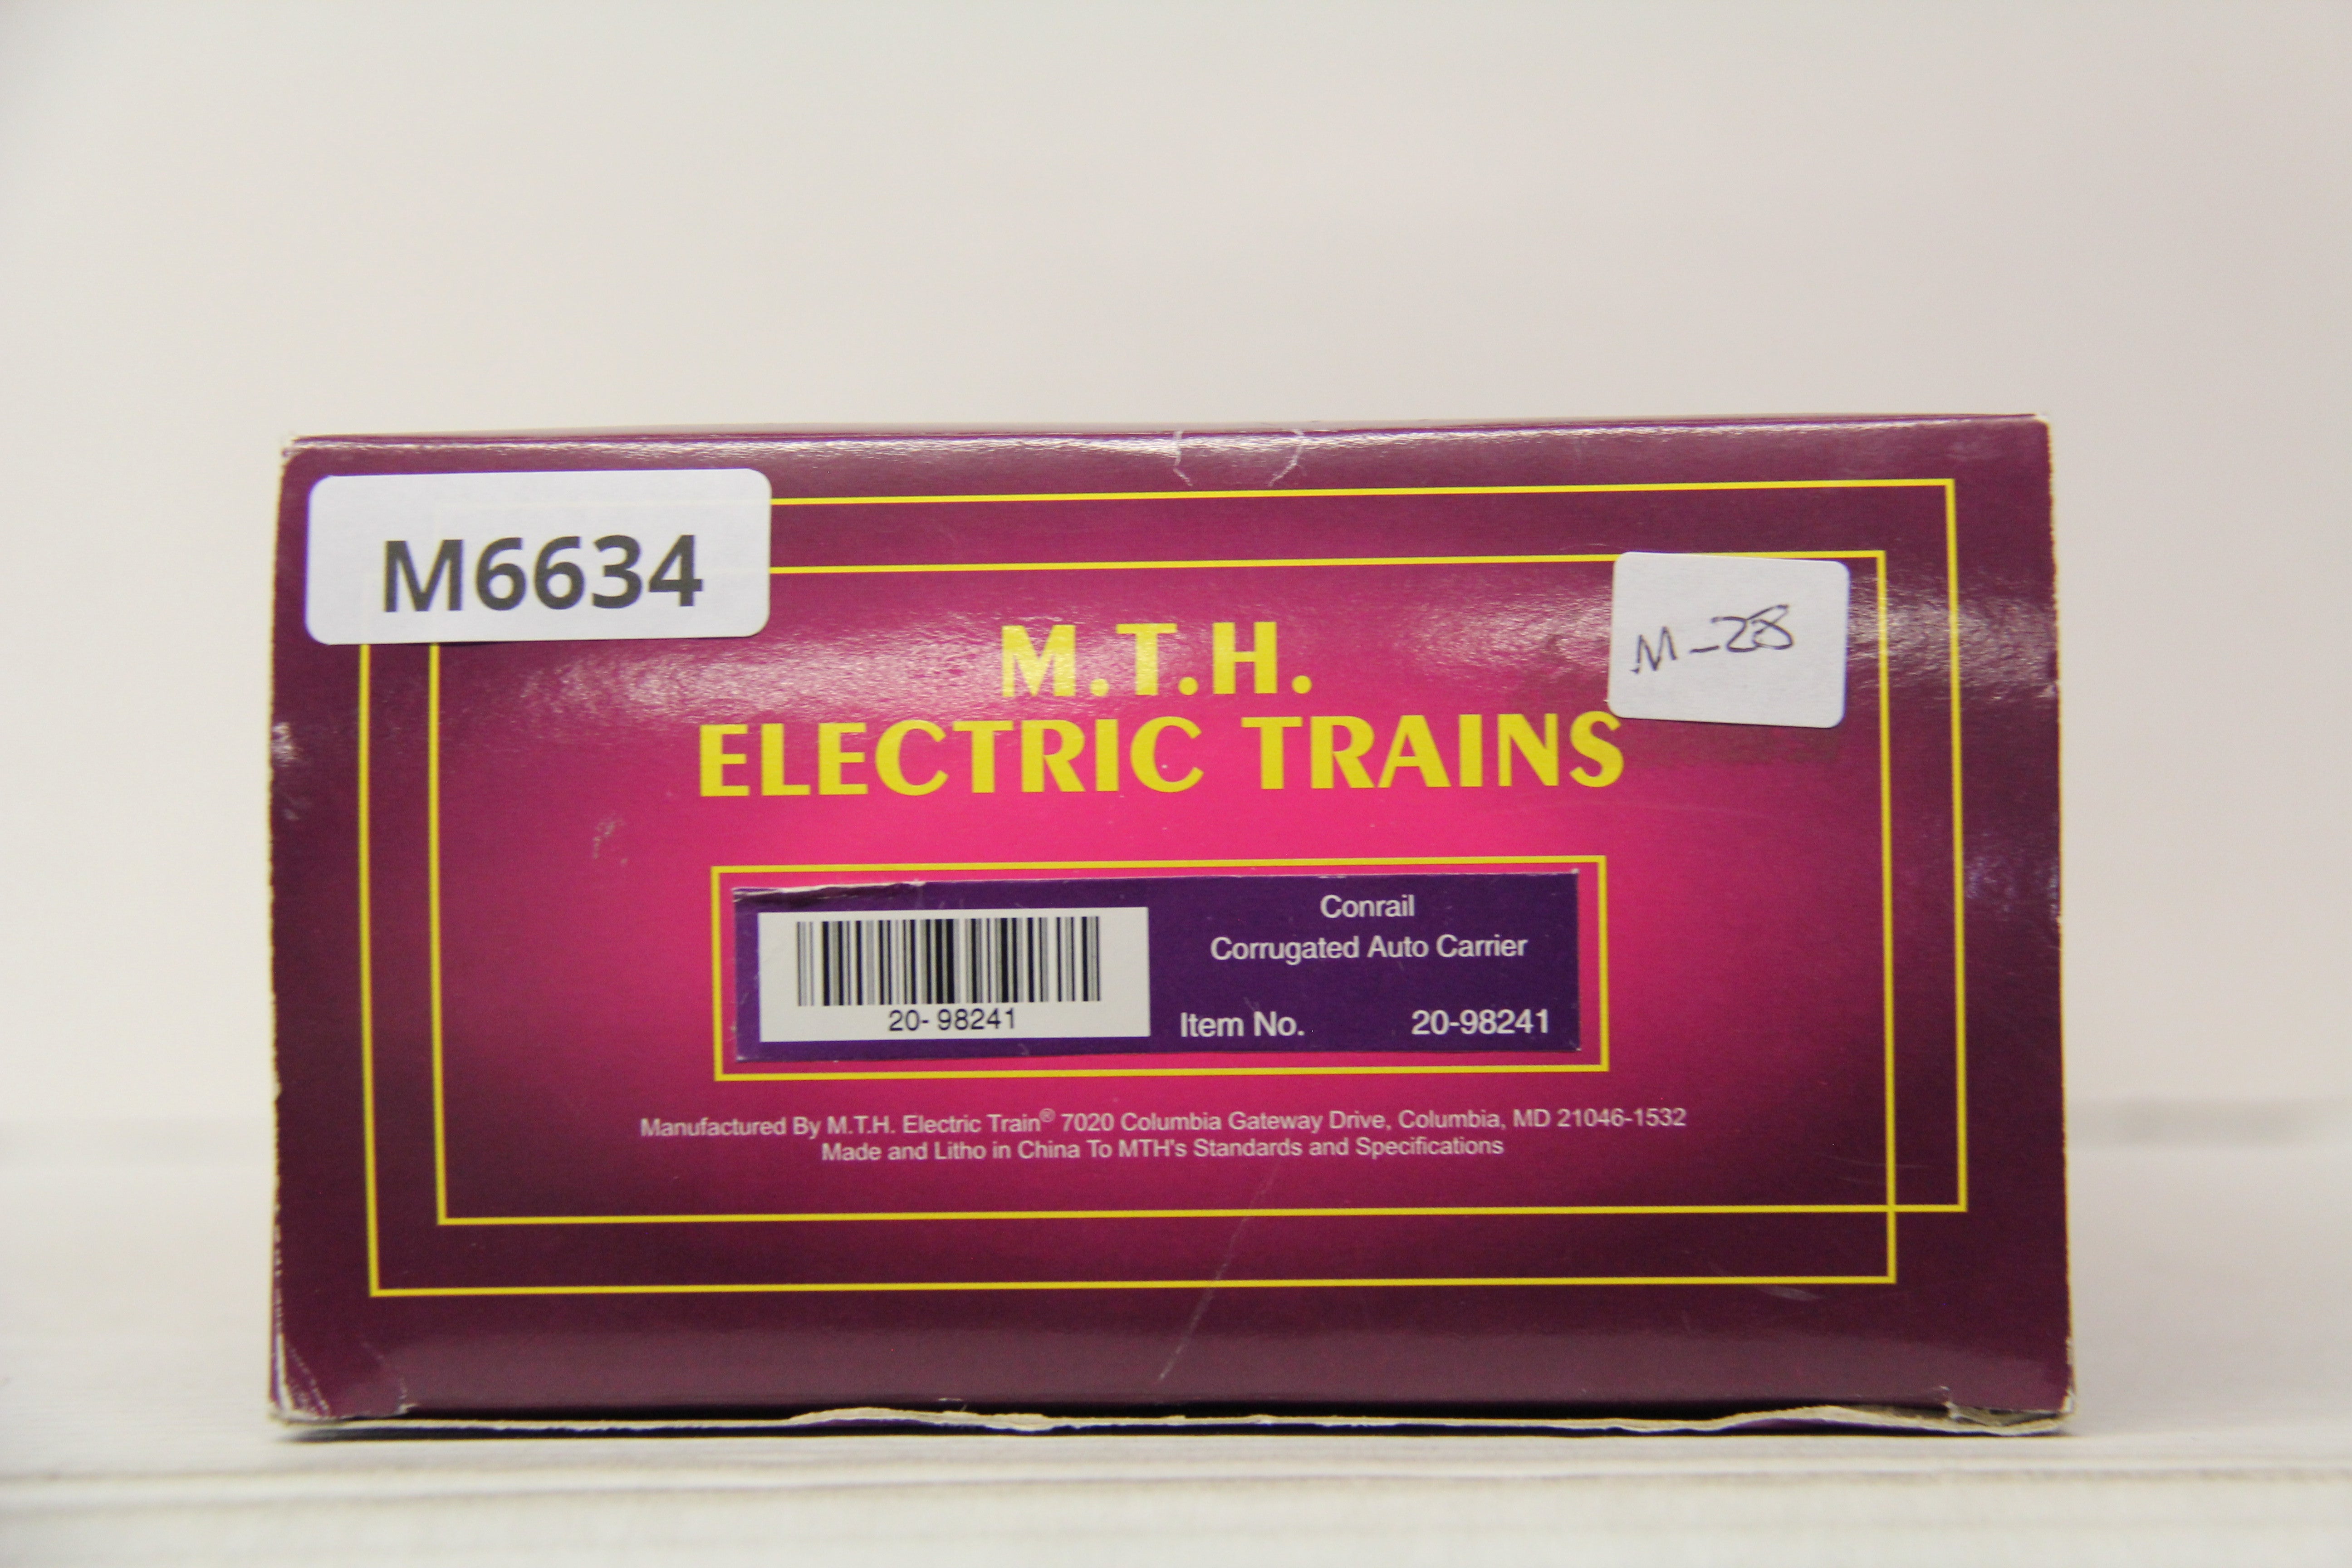 M6634
M-28
M.T.H.
ELECTRIC TRAINS
Conrail
Corrugated Auto Carrier
20- 98241
Item No. 20-98241
Manufactured By M.T.H. Electric Train® 7020 Columbia Gateway Drive, Columbia, MD 21046-1532
Made and Litho in China To MTH's Standards and Specifications